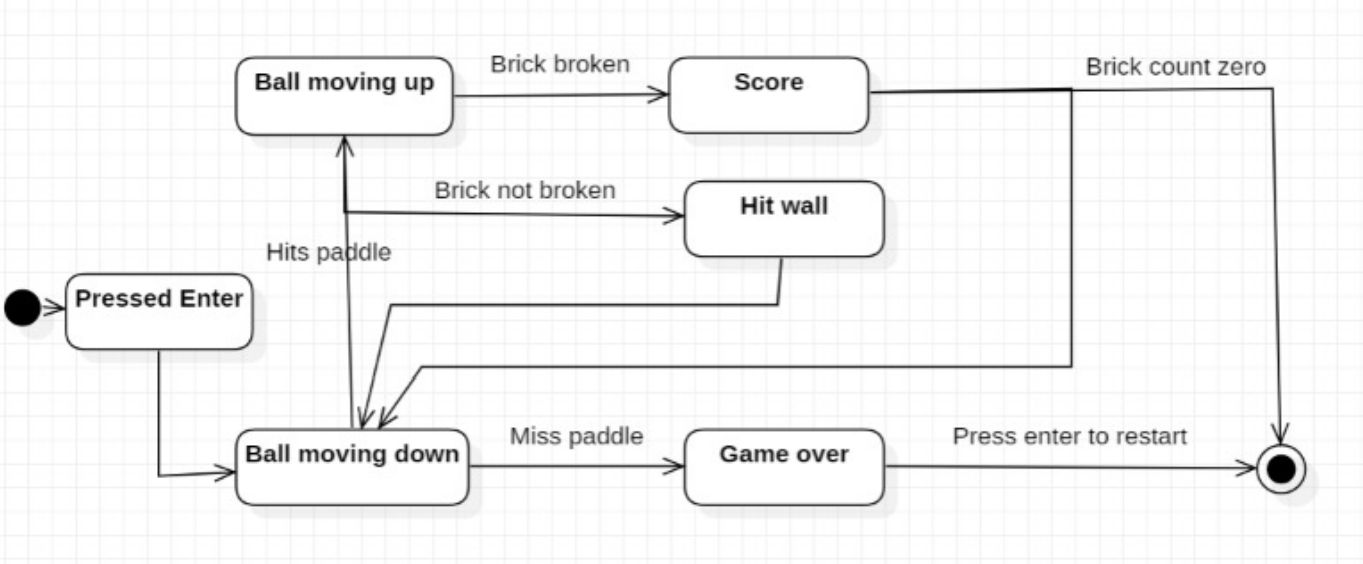 Ball moving up
Brick broken
Score
Brick count zero
Brick not broken
Hit wall
Hits paddle
Pressed Enter
Ball moving down
Miss paddle
Game over
Press enter to restart